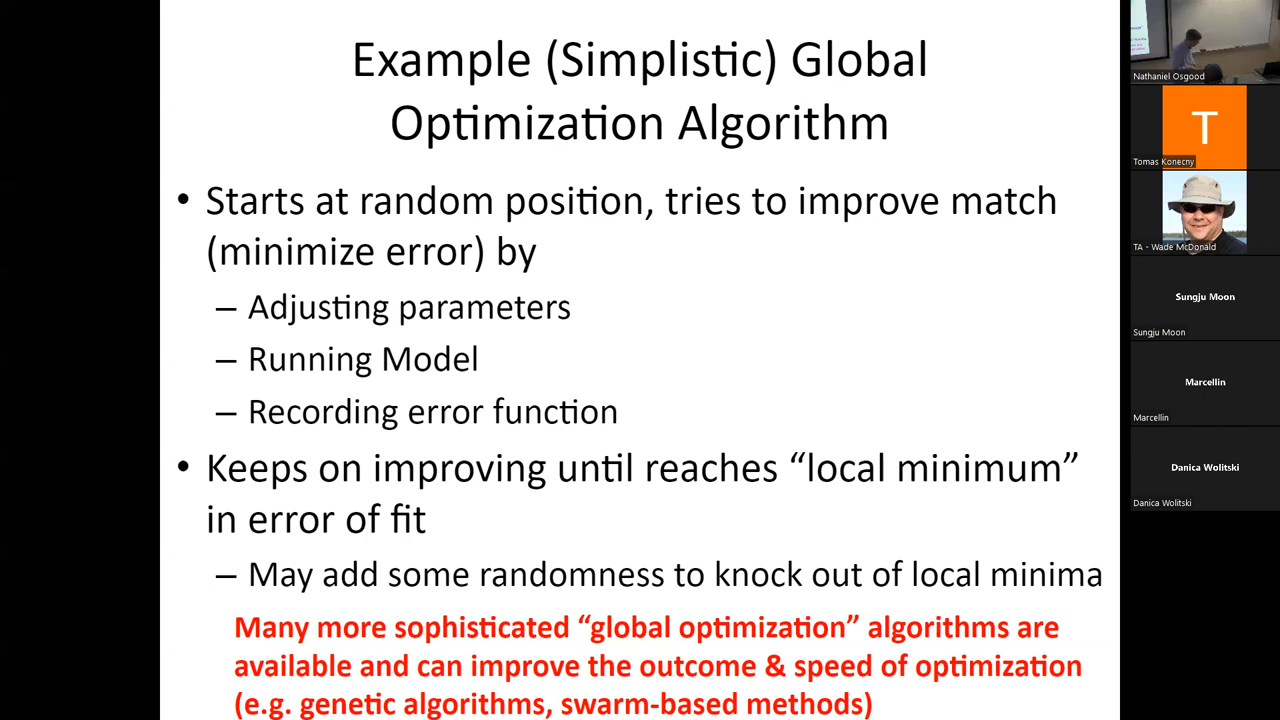 Example (Simplistic) Global
Optimization Algorithm
• Starts at random position, tries to improve match
(minimize error) by
– Adjusting parameters
– Running Model
– Recording error function
• Keeps on improving until reaches “local minimum”
in error of fit
– May add some randomness to knock out of local minima
Many more sophisticated “global optimization” algorithms are
available and can improve the outcome & speed of optimization
(e.g. genetic algorithms, swarm-based methods)
Nathaniel Osgood
T
Tomas Konecny
TA - Wade McDonald
Sungju Moon
Sungju Moon
Marcellin
Marcellin
Danica Wolitski
Danica Wolitski